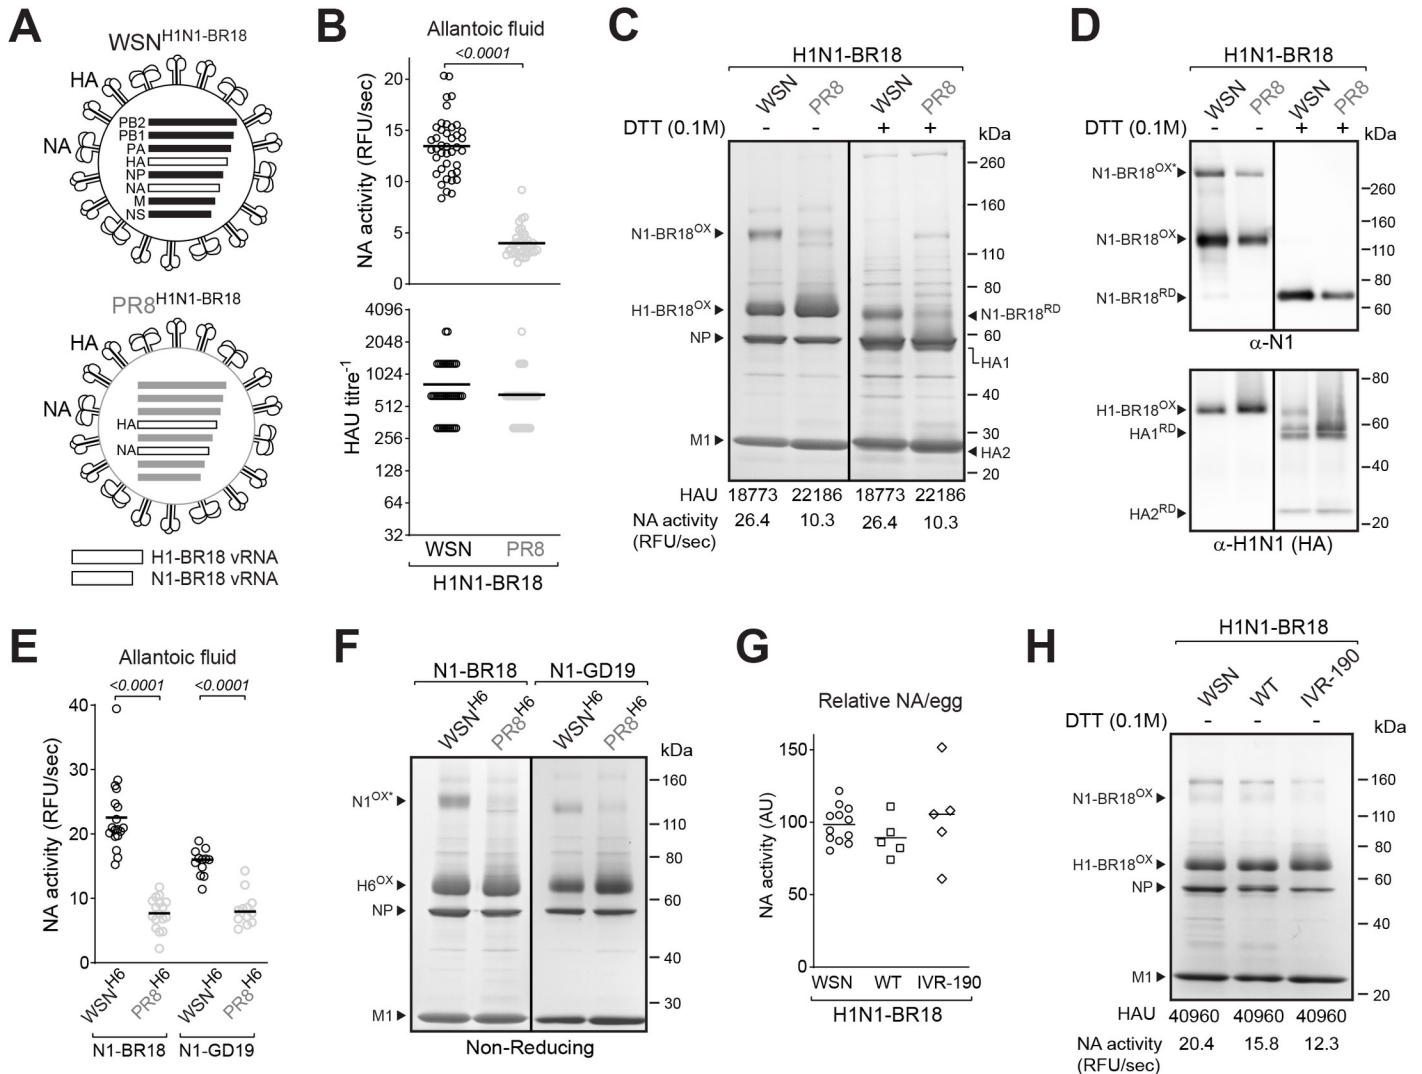 A
WSN^H1N1-BR18
HA
NA
PB2
PB1
PA
HA
NP
NA
M
NS
PR8^H1N1-BR18
HA
NA
HA
NA
H1-BR18 vRNA
N1-BR18 vRNA
B
Allantoic fluid
<0.0001
NA activity (RFU/sec)
20
15
10
5
0
HAU titre^-1
4096
2048
1024
512
256
128
64
32
WSN PR8
H1N1-BR18
C
H1N1-BR18
WSN PR8 WSN PR8
DTT (0.1M) - - + +
kDa
260
160
110
80
60
40
30
20
N1-BR18^OX
H1-BR18^OX
NP
M1
N1-BR18^RD
HA1
HA2
HAU 18773 22186 18773 22186
NA activity 26.4 10.3 26.4 10.3
(RFU/sec)
D
H1N1-BR18
WSN PR8 WSN PR8
DTT (0.1M) - - + +
kDa
N1-BR18^OX*
N1-BR18^OX
N1-BR18^RD
260
160
110
80
60
α-N1
H1-BR18^OX
HA1^RD
HA2^RD
80
60
40
20
α-H1N1 (HA)
E
Allantoic fluid
<0.0001 <0.0001
NA activity (RFU/sec)
40
30
20
10
0
WSN^H6 PR8^H6 WSN^H6 PR8^H6
N1-BR18 N1-GD19
F
N1-BR18 N1-GD19
WSN^H6 PR8^H6 WSN^H6 PR8^H6
kDa
N1^OX*
H6^OX
NP
M1
160
110
80
60
40
30
Non-Reducing
G
Relative NA/egg
NA activity (AU)
150
100
50
0
WSN WT IVR-190
H1N1-BR18
H
H1N1-BR18
WSN WT IVR-190
DTT (0.1M) - - -
kDa
N1-BR18^OX
H1-BR18^OX
NP
M1
160
110
80
60
40
20
HAU 40960 40960 40960
NA activity 20.4 15.8 12.3
(RFU/sec)